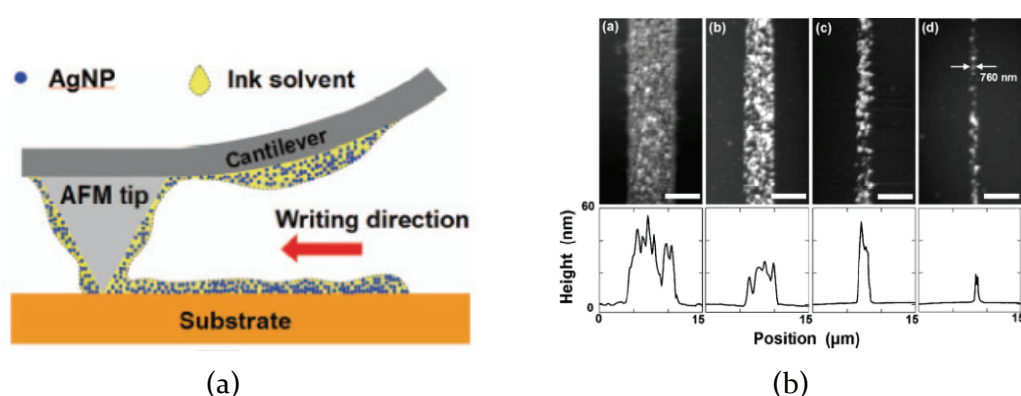 AgNP
Ink solvent
Cantilever
AFM tip
Writing direction
Substrate
(a)
(a)
(b)
(c)
(d)
760 nm
Height (nm)
60
0
0
15
15
15
15
Position (µm)
(b)